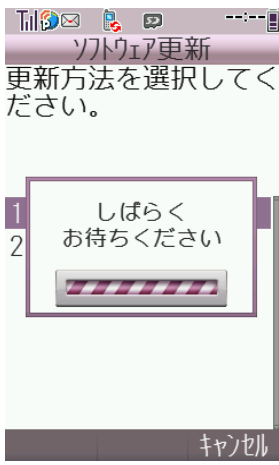 --:--
ソフトウェア更新
更新方法を選択してく
ださい。
1
2
しばらく
お待ちください
キャンセル